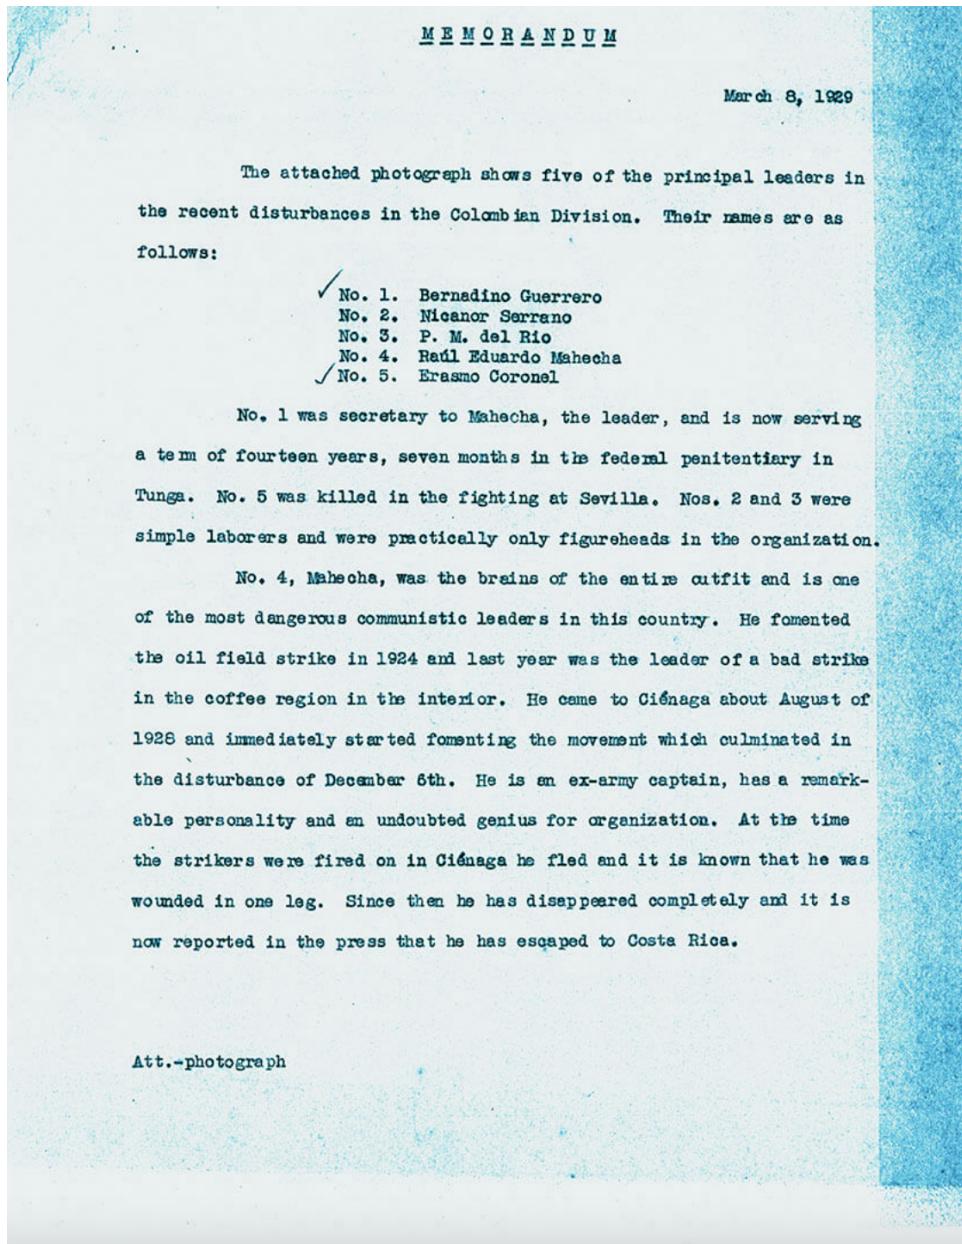 MEMORANDUM
March 8, 1929
The attached photograph shows five of the principal leaders in
the recent disturbances in the Colombian Division. Their names are as
follows:
No. 1. Bernadino Guerrero
No. 2. Nicanor Serrano
No. 3. P. M. del Rio
No. 4. Raúl Eduardo Mahecha
No. 5. Erasmo Coronel
No. 1 was secretary to Mahecha, the leader, and is now serving
a term of fourteen years, seven months in the federal penitentiary in
Tunga. No. 5 was killed in the fighting at Sevilla. Nos. 2 and 3 were
simple laborers and were practically only figureheads in the organization.
No. 4, Mahecha, was the brains of the entire outfit and is one
of the most dangerous communistic leaders in this country. He fomented
the oil field strike in 1924 and last year was the leader of a bad strike
in the coffee region in the interior. He came to Ciénaga about August of
1928 and immediately started fomenting the movement which culminated in
the disturbance of December 6th. He is an ex-army captain, has a remark-
able personality and an undoubted genius for organization. At the time
the strikers were fired on in Ciénaga he fled and it is known that he was
wounded in one leg. Since then he has disappeared completely and it is
now reported in the press that he has escaped to Costa Rica.
Att.-photograph